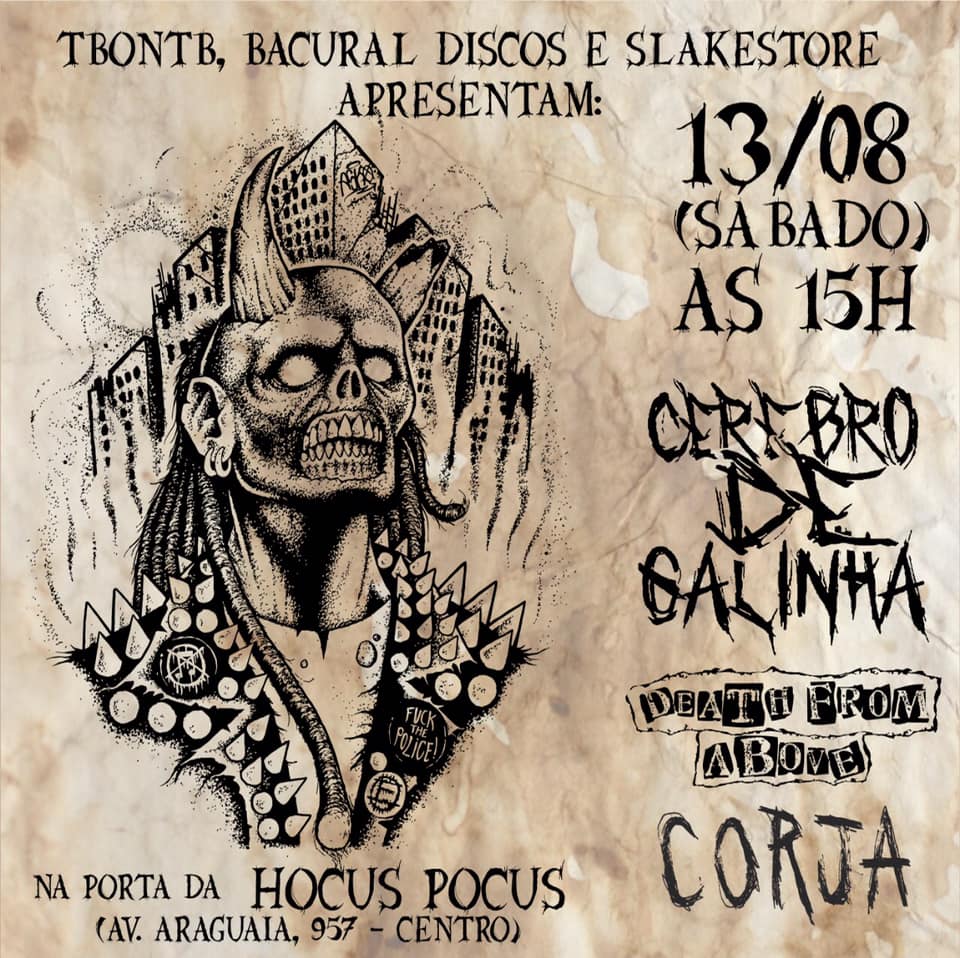 TBONTB, BACURAL DISCOS E SLAKESTORE
APRESENTAM:
13/08
(SÁBADO)
AS 15H
CEREBRO
DE
GALINHA
DEATH FROM
ABOVE
CORJA
FUCK
THE
POLICE
NA PORTA DA HOCUS POCUS
(AV. ARAGUAIA, 957 - CENTRO)